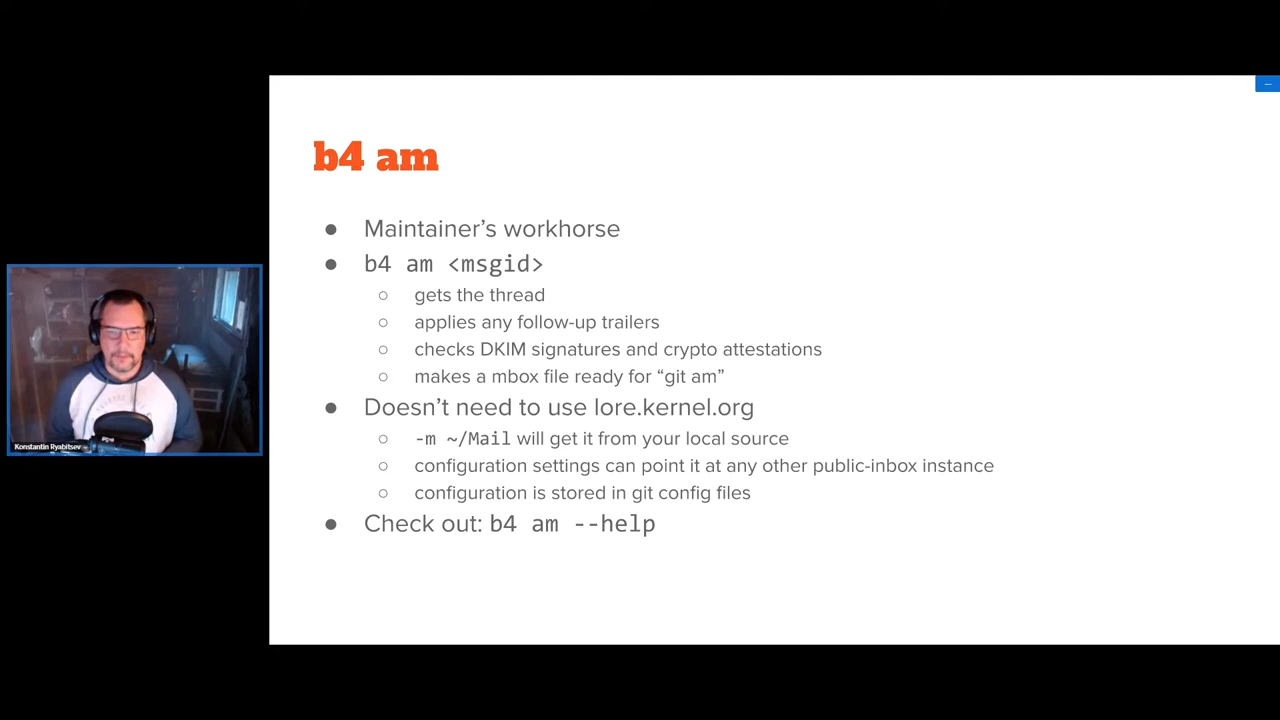 b4 am
● Maintainer’s workhorse
● b4 am <msgid>
○ gets the thread
○ applies any follow-up trailers
○ checks DKIM signatures and crypto attestations
○ makes a mbox file ready for “git am”
● Doesn’t need to use lore.kernel.org
○ -m ~/Mail will get it from your local source
○ configuration settings can point it at any other public-inbox instance
○ configuration is stored in git config files
● Check out: b4 am --help
Konstantin Ryabitsev